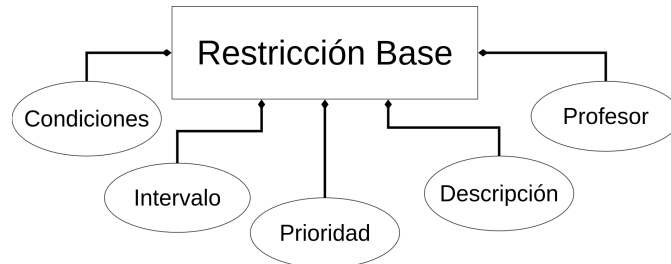 Restricción Base
Condiciones
Profesor
Intervalo
Descripción
Prioridad